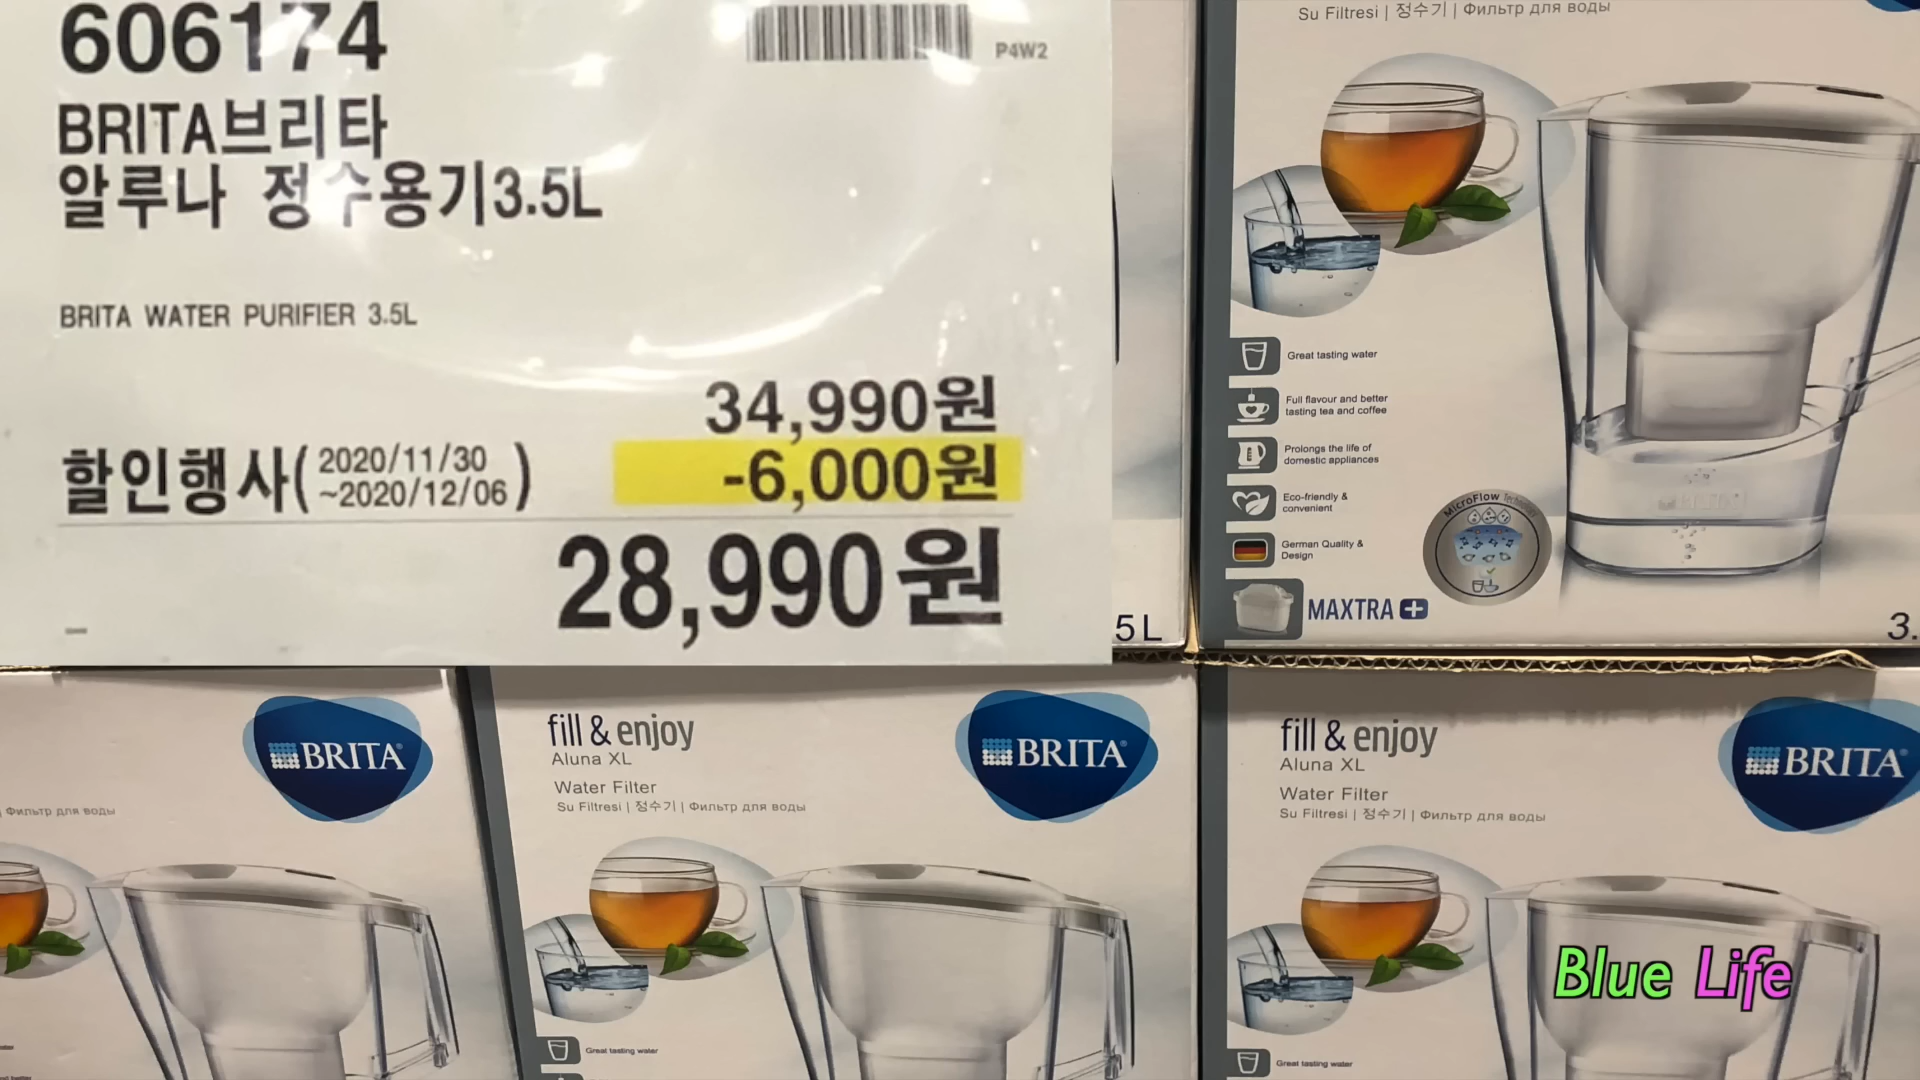 606174
P4W2
BRITA브리타
알루나 정수용기3.5L
BRITA WATER PURIFIER 3.5L
34,990원
할인행사(2020/11/30
~2020/12/06)
-6,000원
28,990원
5L
Su Filtresi | 정수기 | Фильтр для воды
Great tasting water
Full flavour and better
tasting tea and coffee
Prolongs the life of
domestic appliances
Eco-friendly &
convenient
German Quality &
Design
MicroFlow Technology
MAXTRA +
3.
BRITA
Фильтр для воды
fill & enjoy
Aluna XL
Water Filter
Su Filtresi | 정수기 | Фильтр для воды
BRITA
Great tasting water
fill & enjoy
Aluna XL
Water Filter
Su Filtresi | 정수기 | Фильтр для воды
BRITA
Great tasting water
Blue Life